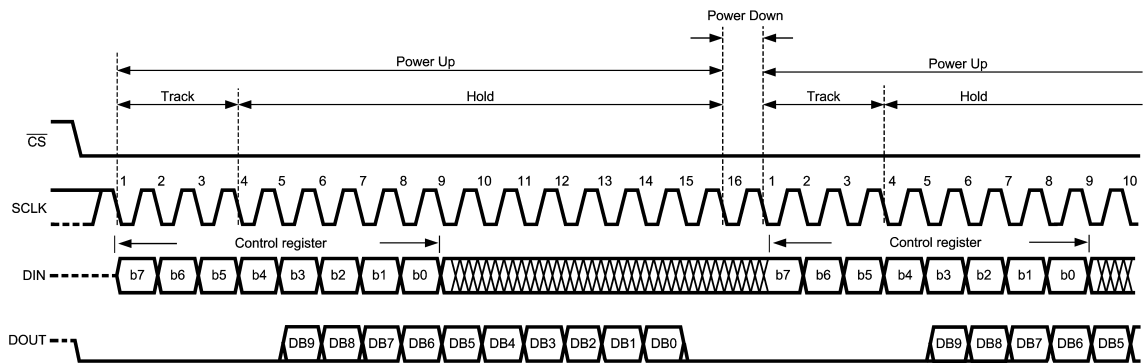 Power Down
Power Up Power Up
Track Hold Track Hold
CS
1 2 3 4 5 6 7 8 9 10 11 12 13 14 15 16 1 2 3 4 5 6 7 8 9 10
SCLK
Control register Control register
DIN b7 b6 b5 b4 b3 b2 b1 b0 b7 b6 b5 b4 b3 b2 b1 b0
DOUT DB9 DB8 DB7 DB6 DB5 DB4 DB3 DB2 DB1 DB0 DB9 DB8 DB7 DB6 DB5